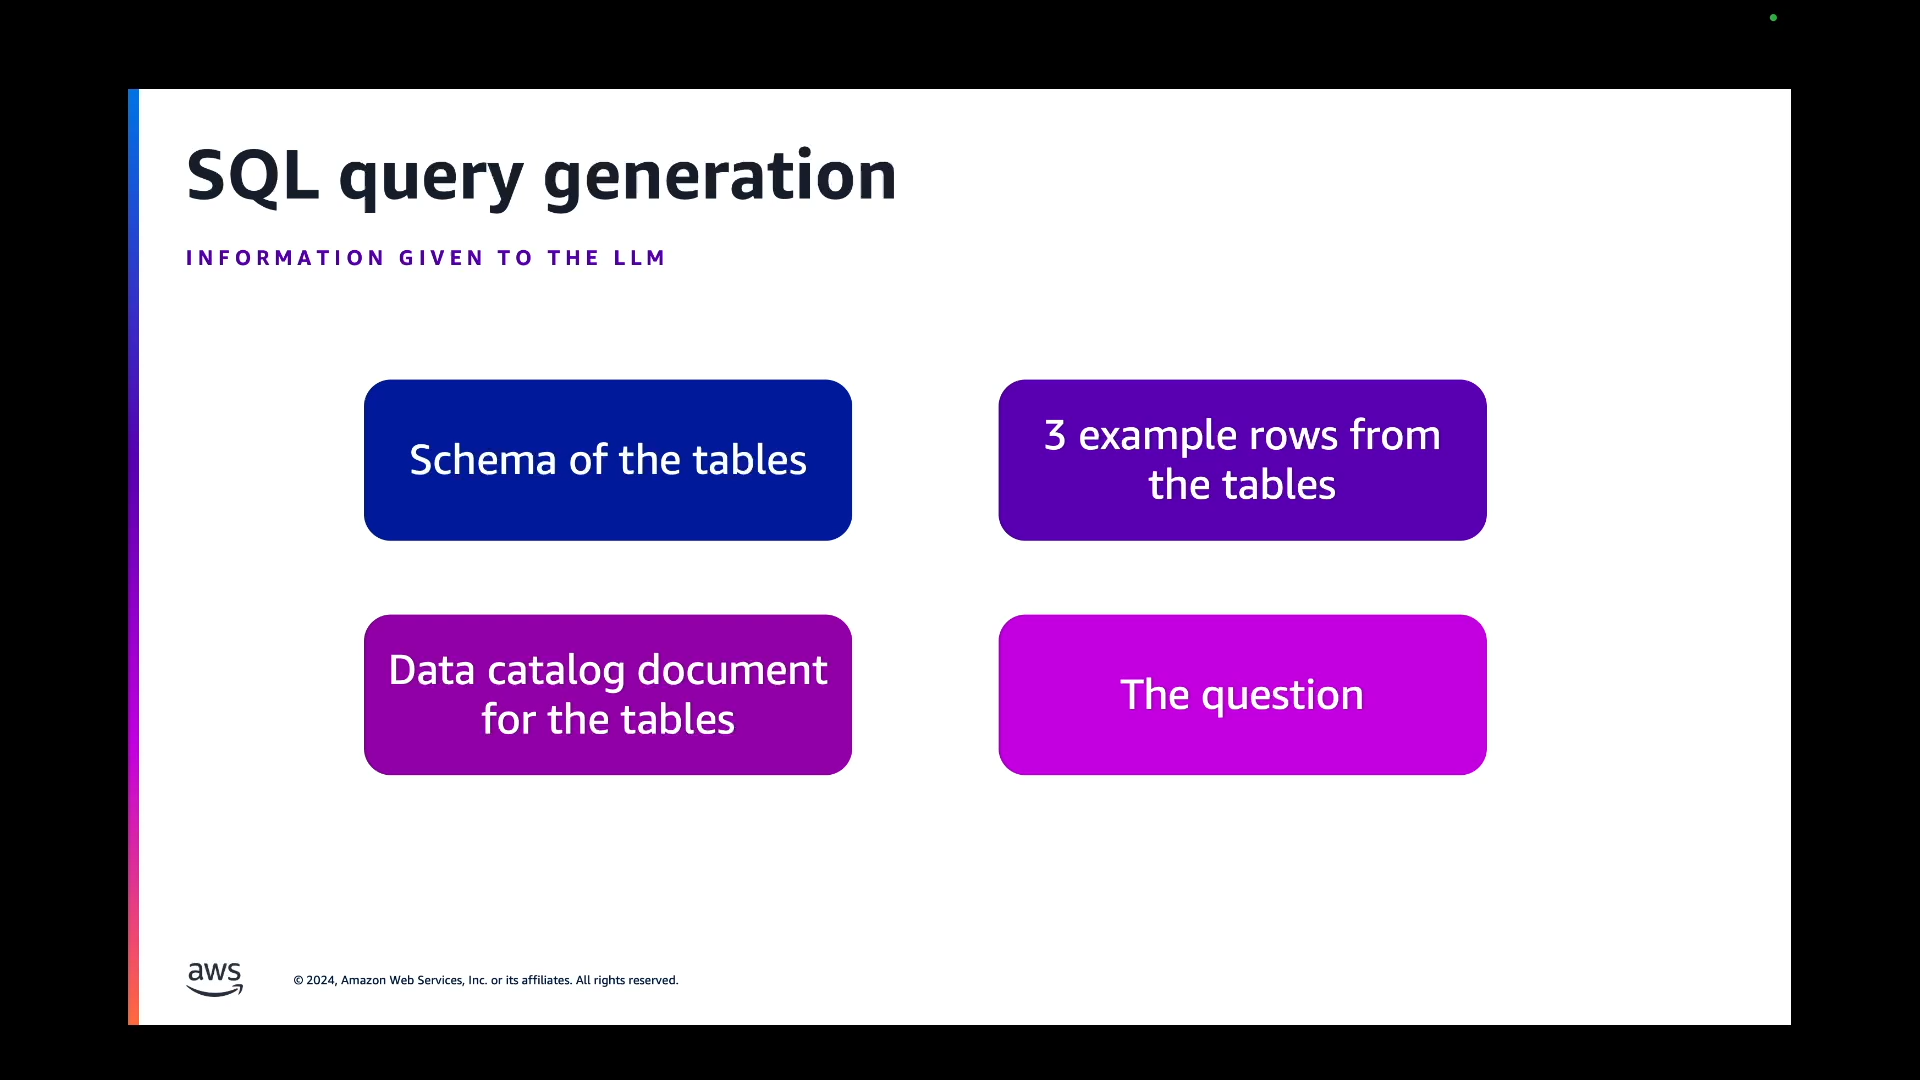 SQL query generation
INFORMATION GIVEN TO THE LLM
Schema of the tables
3 example rows from
the tables
Data catalog document
for the tables
The question
aws
© 2024, Amazon Web Services, Inc. or its affiliates. All rights reserved.